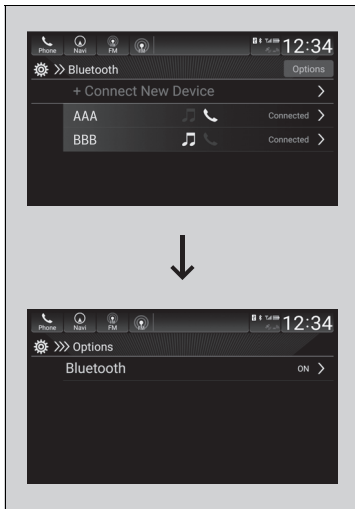 Phone Navi FM 12:34
Bluetooth Options
+ Connect New Device
AAA Connected
BBB Connected
Phone Navi FM 12:34
Options
Bluetooth ON